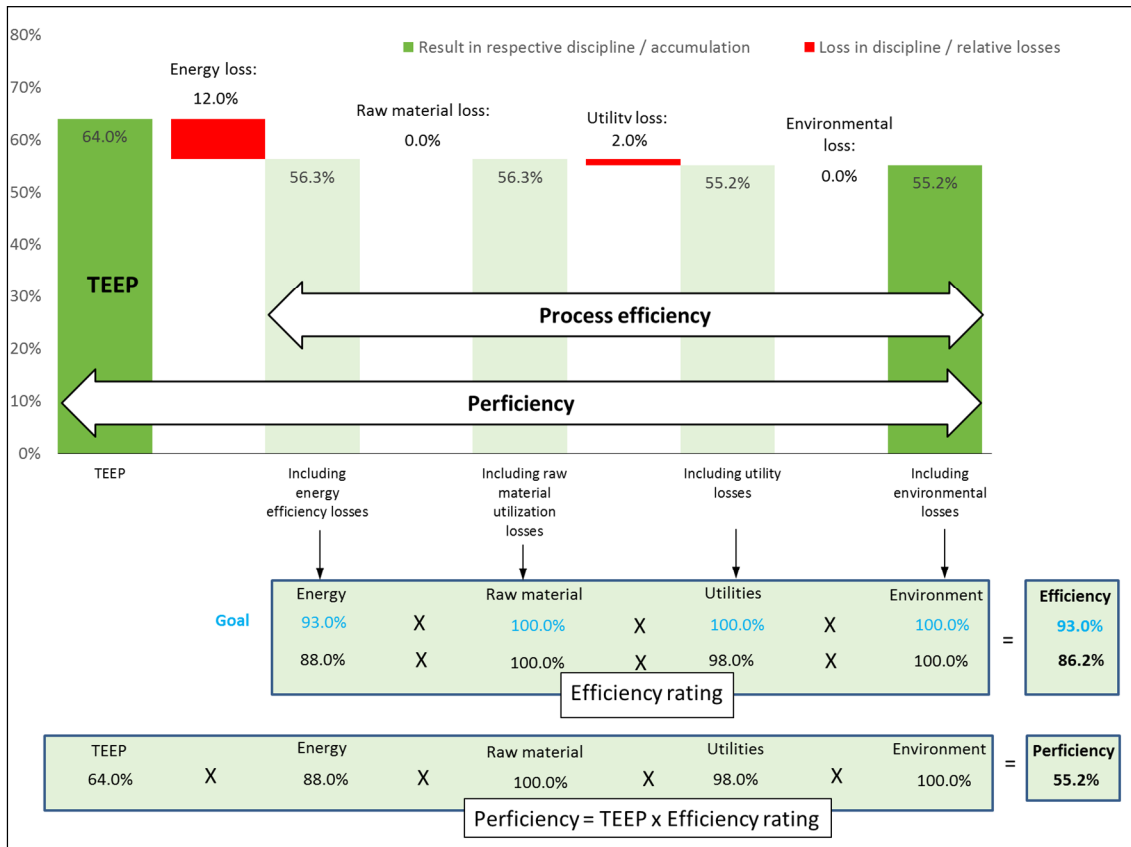 80%
Result in respective discipline / accumulation
Loss in discipline / relative losses
70%
60%
50%
40%
30%
20%
10%
0%
Energy loss:
12.0%
Raw material loss:
0.0%
Utility loss:
2.0%
Environmental
loss:
0.0%
64.0%
56.3%
56.3%
55.2%
55.2%
TEEP
Process efficiency
Perficiency
TEEP
Including
energy
efficiency losses
Including raw
material
utilization
losses
Including utility
losses
Including
environmental
losses
Energy
Raw material
Utilities
Environment
Efficiency
Goal
93.0% X 100.0% X 100.0% X 100.0% = 93.0%
88.0% X 100.0% X 98.0% X 100.0% 86.2%
Efficiency rating
TEEP
Energy
Raw material
Utilities
Environment
Perficiency
64.0% X 88.0% X 100.0% X 98.0% X 100.0% = 55.2%
Perficiency = TEEP x Efficiency rating